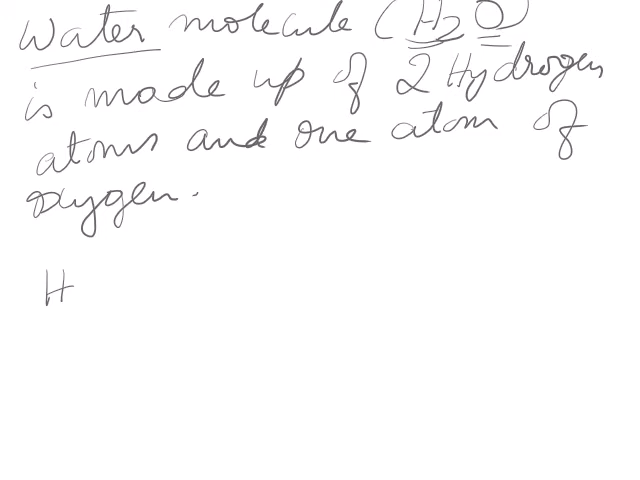 Water molecule (H2O)
is made up of 2 Hydrogen
atoms and one atom of
oxygen.
H